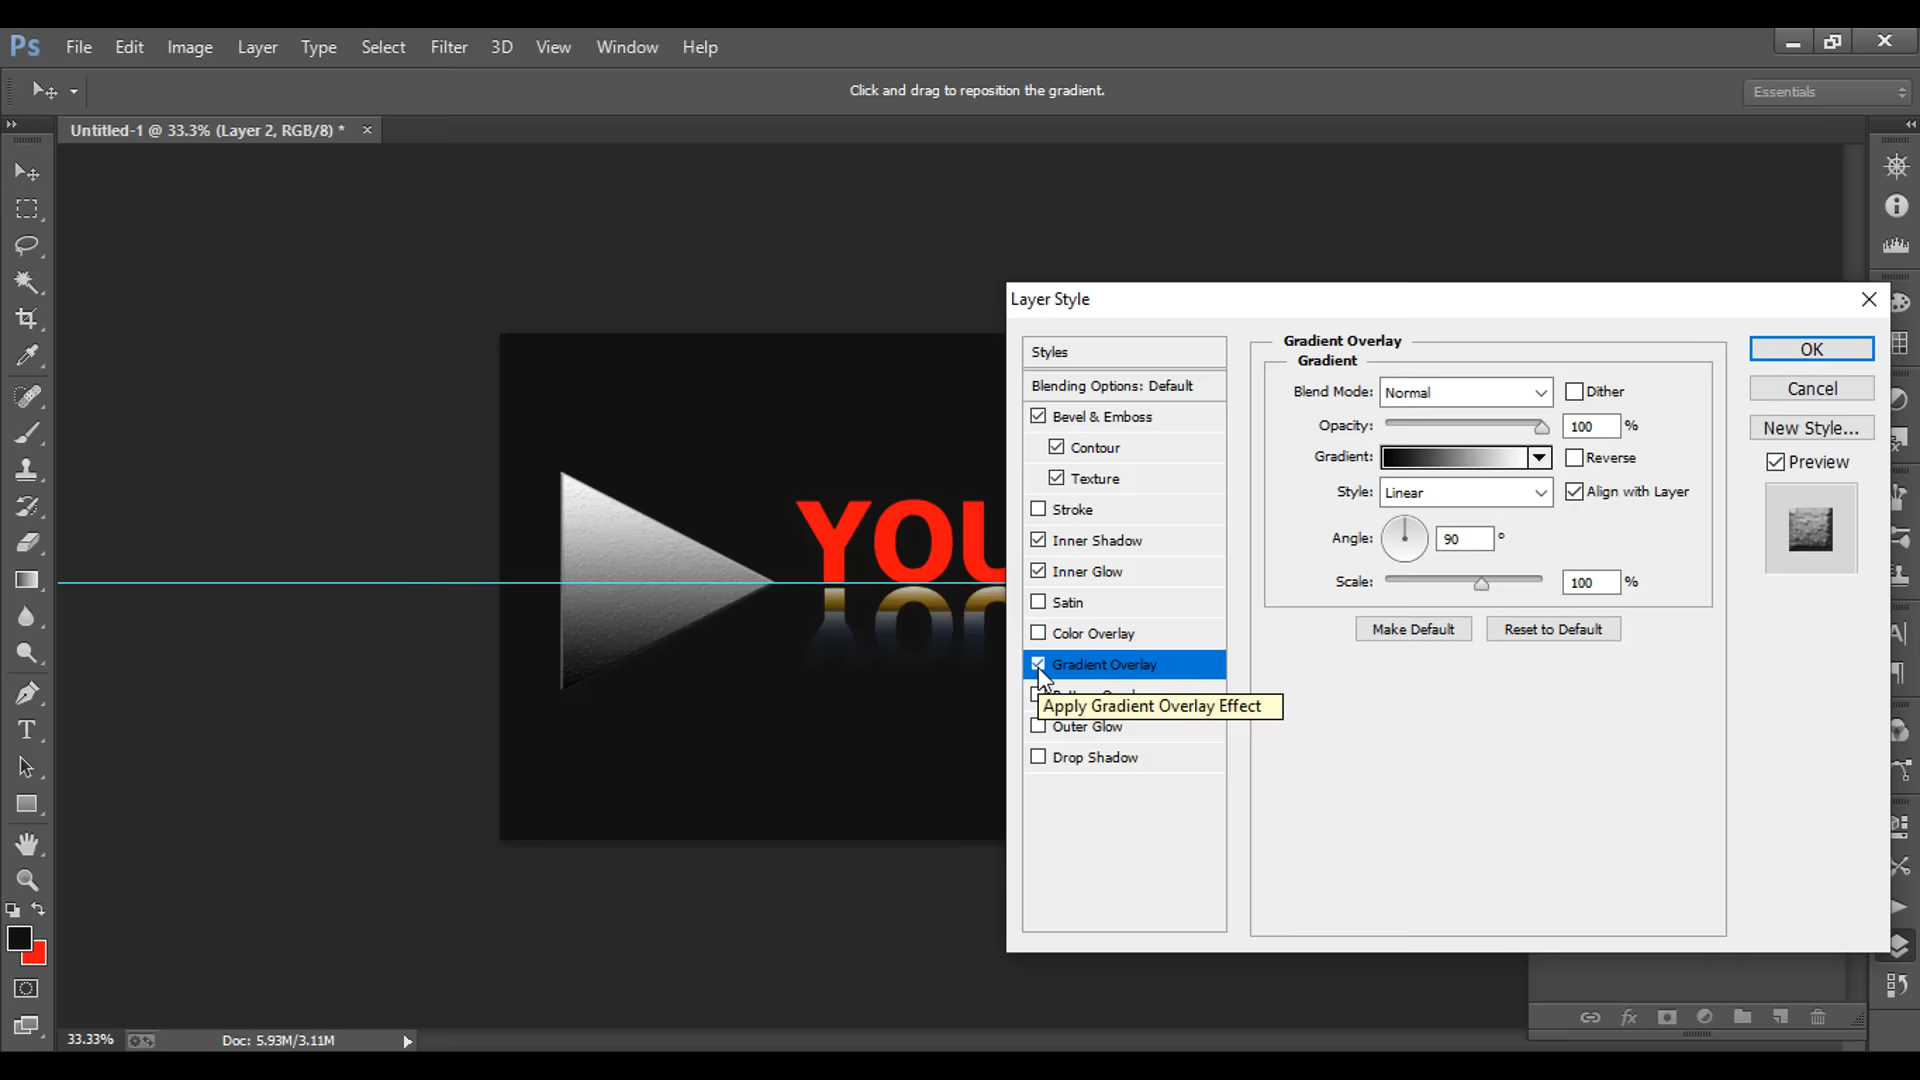 Ps File Edit Image Layer Type Select Filter 3D View Window Help
Click and drag to reposition the gradient.
Essentials
Untitled-1 @ 33.3% (Layer 2, RGB/8) *
YOU
Layer Style
Styles
Blending Options: Default
Bevel & Emboss
Contour
Texture
Stroke
Inner Shadow
Inner Glow
Satin
Color Overlay
Gradient Overlay
Apply Gradient Overlay Effect
Outer Glow
Drop Shadow
Gradient Overlay
Gradient
Blend Mode: Normal Dither
Opacity: 100 %
Gradient: Reverse
Style: Linear Align with Layer
Angle: 90 °
Scale: 100 %
Make Default Reset to Default
OK
Cancel
New Style...
Preview
33.33% Doc: 5.93M/3.11M